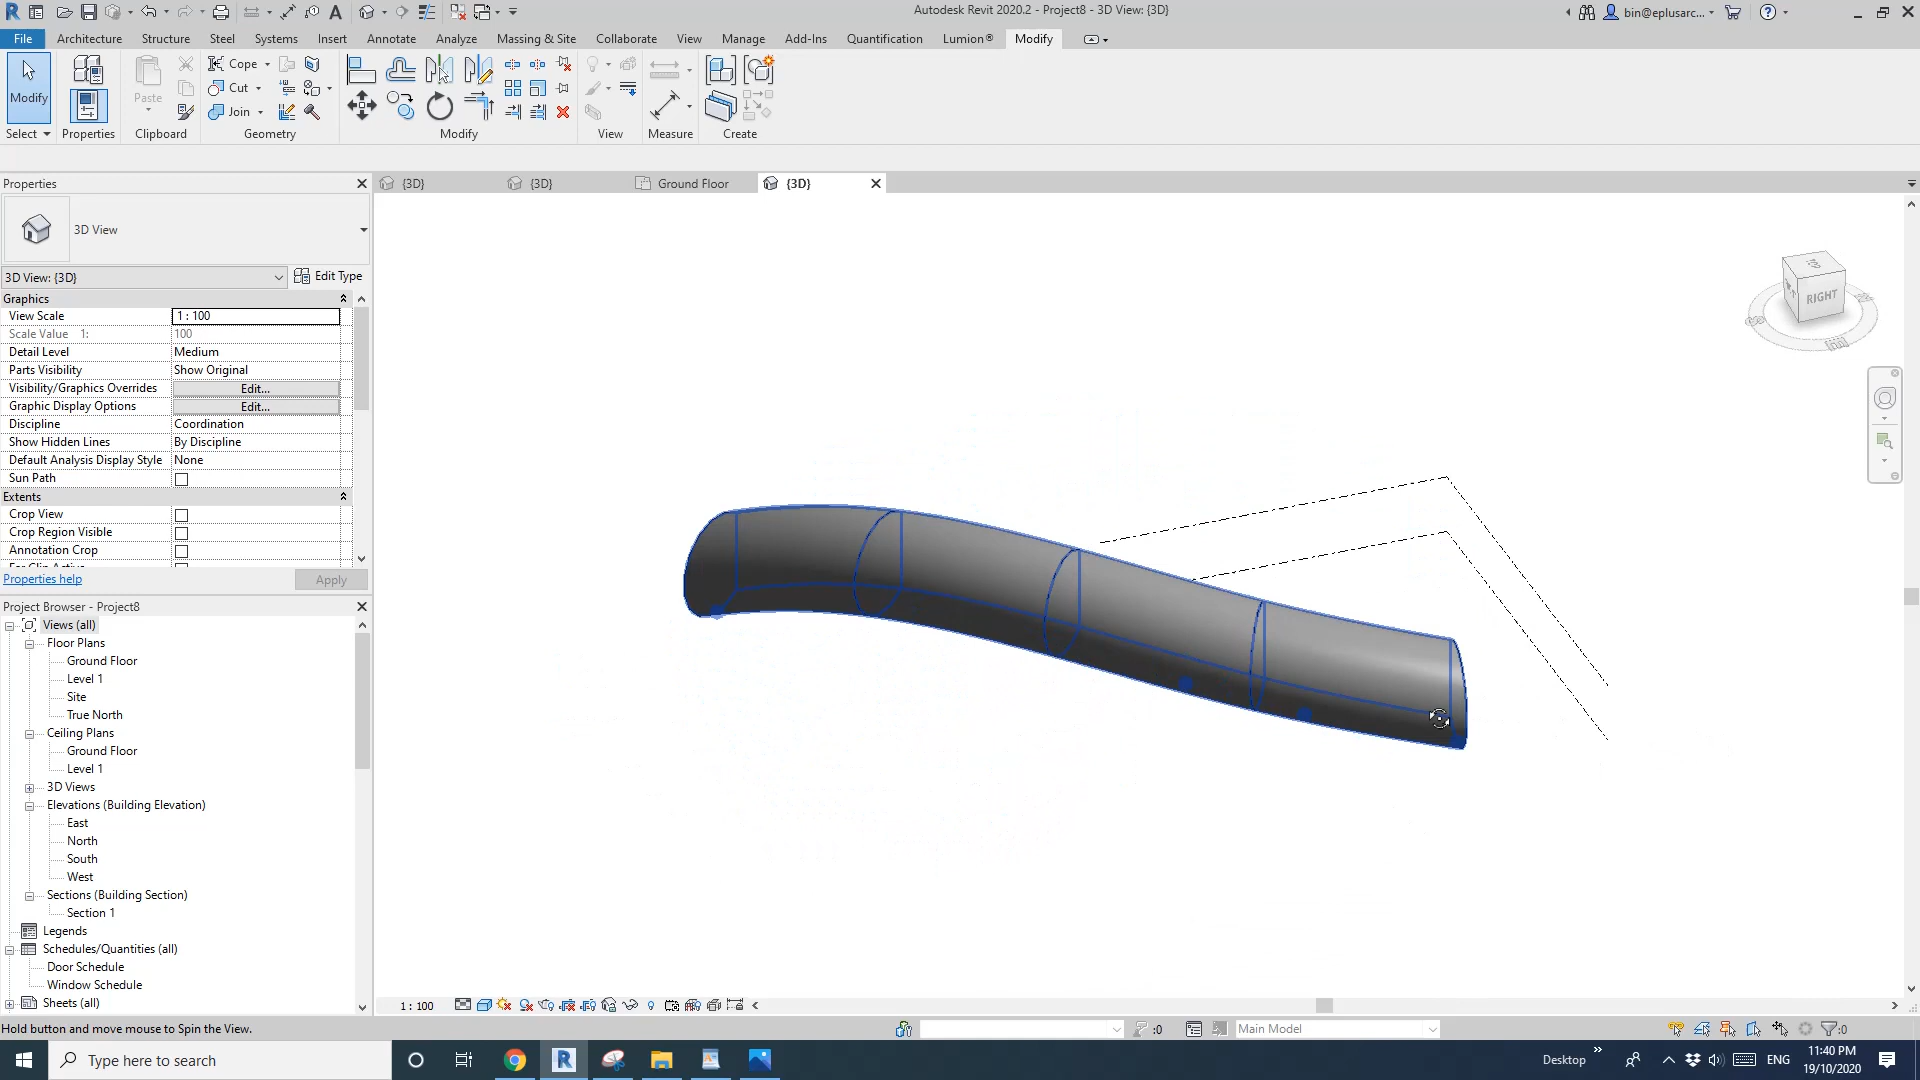 Autodesk Revit 2020.2 - Project8 - 3D View: {3D}
bin@eplusarc...
File Architecture Structure Steel Systems Insert Annotate Analyze Massing & Site Collaborate View Manage Add-Ins Quantification Lumion® Modify
Modify
Paste
Cope
Cut
Join
Select Properties Clipboard Geometry Modify View Measure Create
Properties
{3D} {3D} Ground Floor {3D}
3D View
3D View: {3D} Edit Type
Graphics
View Scale 1 : 100
Scale Value 1: 100
Detail Level Medium
Parts Visibility Show Original
Visibility/Graphics Overrides Edit...
Graphic Display Options Edit...
Discipline Coordination
Show Hidden Lines By Discipline
Default Analysis Display Style None
Sun Path
Extents
Crop View
Crop Region Visible
Annotation Crop
Properties help Apply
Project Browser - Project8
Views (all)
Floor Plans
Ground Floor
Level 1
Site
True North
Ceiling Plans
Ground Floor
Level 1
3D Views
Elevations (Building Elevation)
East
North
South
West
Sections (Building Section)
Section 1
Legends
Schedules/Quantities (all)
Door Schedule
Window Schedule
Sheets (all)
TOP
RIGHT
1 : 100
Hold button and move mouse to Spin the View.
:0
Main Model
:0
Type here to search
Desktop
ENG
11:40 PM
19/10/2020